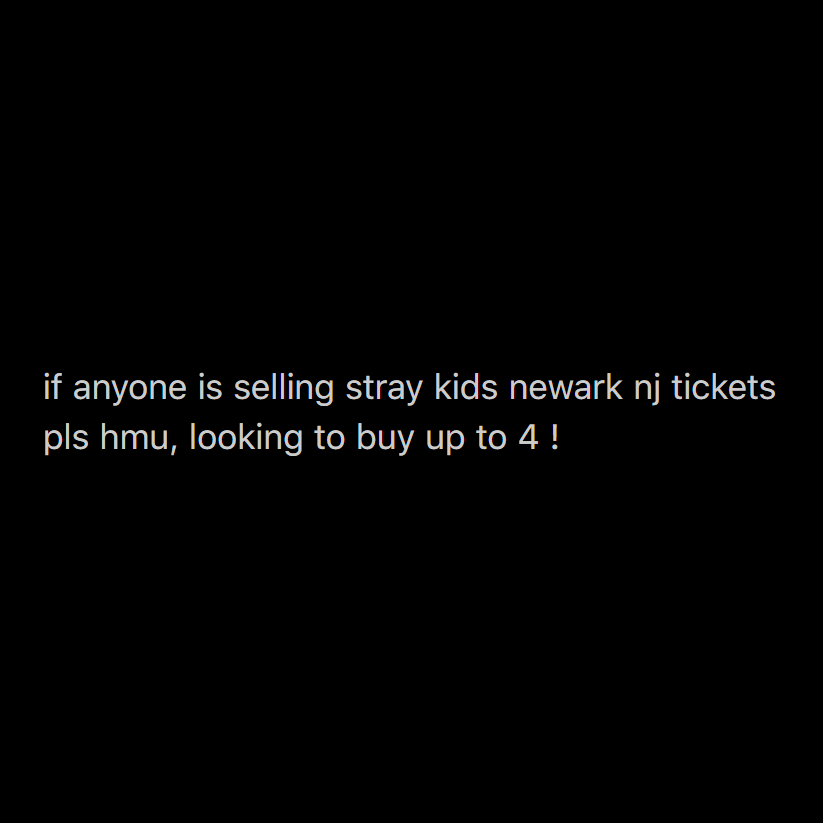 if anyone is selling stray kids newark nj tickets
pls hmu, looking to buy up to 4 !